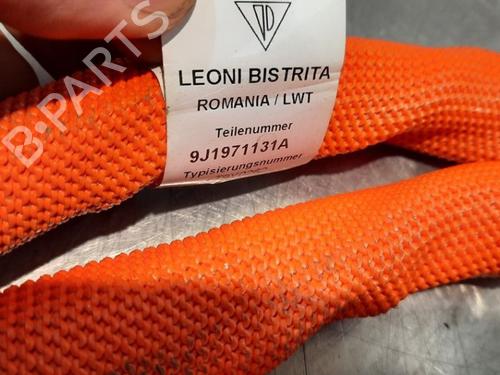 LEONI BISTRITA
ROMANIA / LWT
Teilenummer
9J1971131A
Typisierungsnummer
B-PARTS